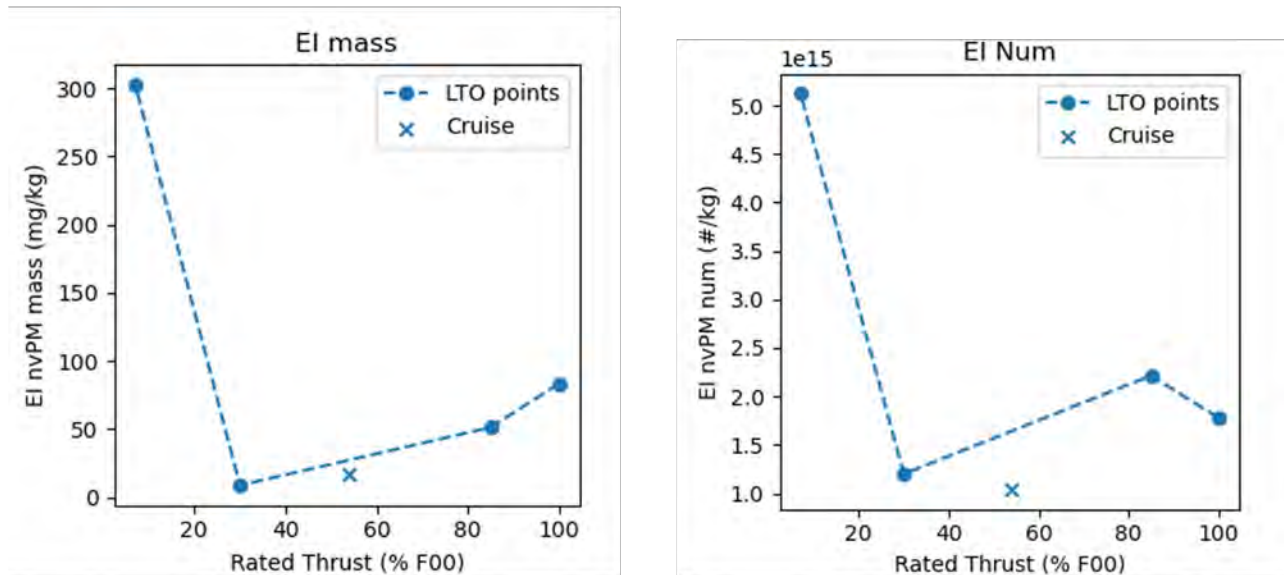 EI mass
EI nvPM mass (mg/kg)
300
250
200
150
100
50
0
LTO points
Cruise
20 40 60 80 100
Rated Thrust (% F00)
EI Num
1e15
EI nvPM num (#/kg)
5.0
4.5
4.0
3.5
3.0
2.5
2.0
1.5
1.0
LTO points
Cruise
20 40 60 80 100
Rated Thrust (% F00)